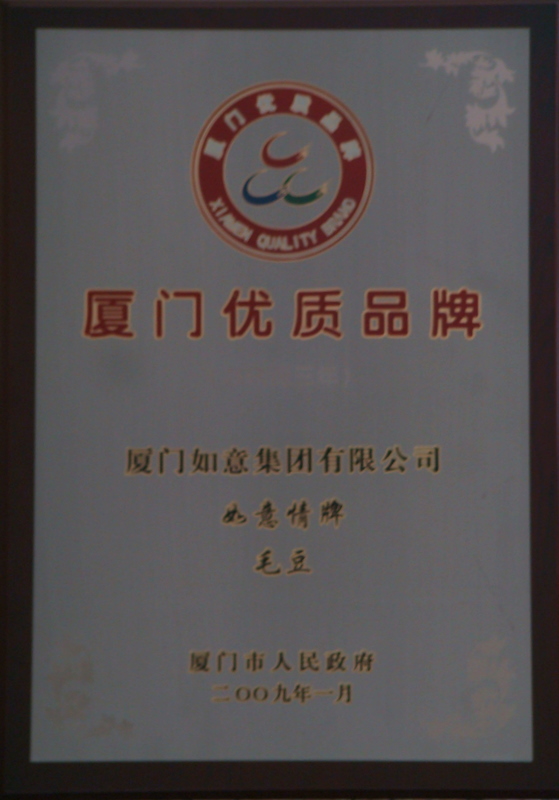 厦门优质品牌
XIAMEN QUALITY BRAND
厦门优质品牌
厦门如意集团有限公司
如意情牌
毛豆
厦门市人民政府
二〇〇九年一月